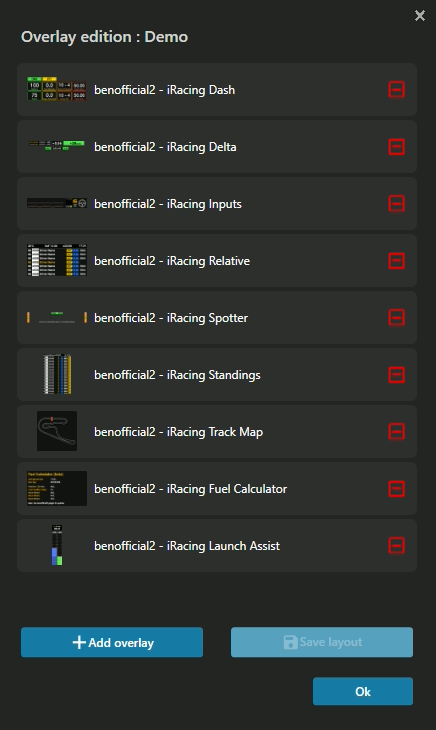 Overlay edition : Demo
benofficial2 - iRacing Dash
benofficial2 - iRacing Delta
benofficial2 - iRacing Inputs
benofficial2 - iRacing Relative
benofficial2 - iRacing Spotter
benofficial2 - iRacing Standings
benofficial2 - iRacing Track Map
benofficial2 - iRacing Fuel Calculator
benofficial2 - iRacing Launch Assist
Add overlay
Save layout
Ok